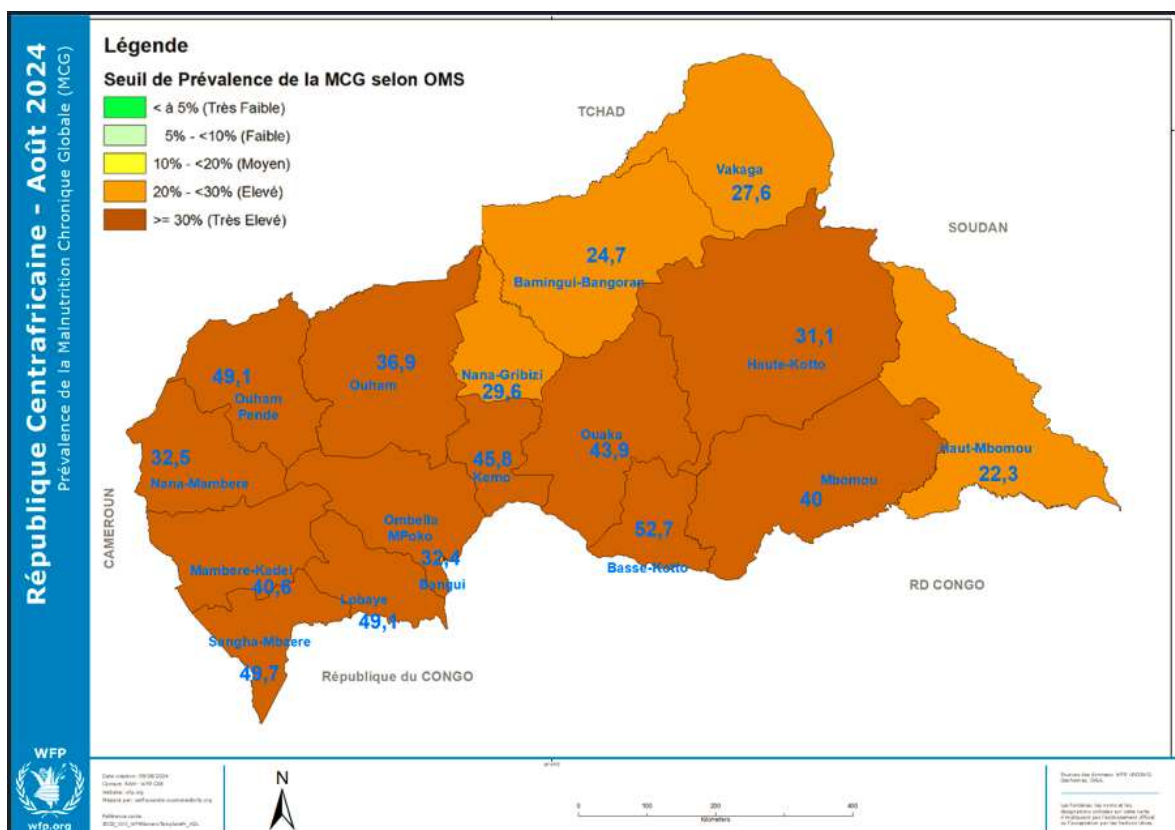 République Centrafricaine - Août 2024
Prévalence de la Malnutrition Chronique Globale (MCG)
Légende
Seuil de Prévalence de la MCG selon OMS
< à 5% (Très Faible)
5% - <10% (Faible)
10% - <20% (Moyen)
20% - <30% (Elevé)
>= 30% (Très Elevé)
TCHAD
Vakaga
27,6
SOUDAN
24,7
Bamingui-Bangoran
31,1
Haute-Kotto
36,9
Ouham
49,1
Ouham
Pende
Nana-Gribizi
29,6
Ouaka
43,9
Haut-Mbomou
22,3
32,5
Nana-Mambere
45,8
Kemo
Mbomou
40
CAMEROUN
Ombella
MPoko
32,4
Bangui
52,7
Basse-Kotto
Mambere-Kadei
40,6
Lobaye
49,1
RD CONGO
Sangha-Mbaere
49,7
République du CONGO
WFP
wfp.org
N
0 100 200 400
Kilometers